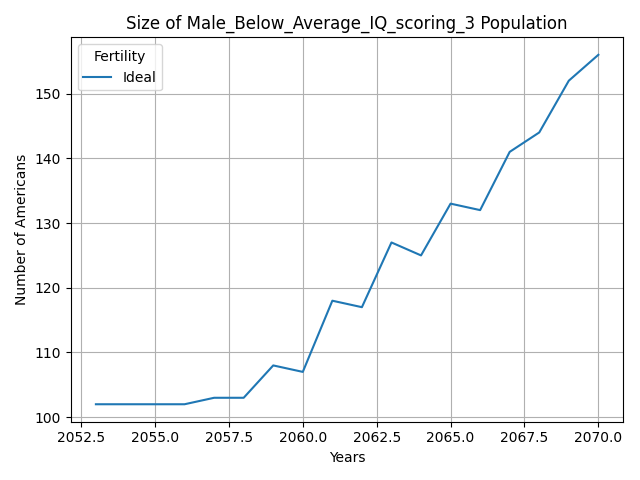 Size of Male_Below_Average_IQ_scoring_3 Population
Fertility
Ideal
Number of Americans
150
140
130
120
110
100
2052.5 2055.0 2057.5 2060.0 2062.5 2065.0 2067.5 2070.0
Years